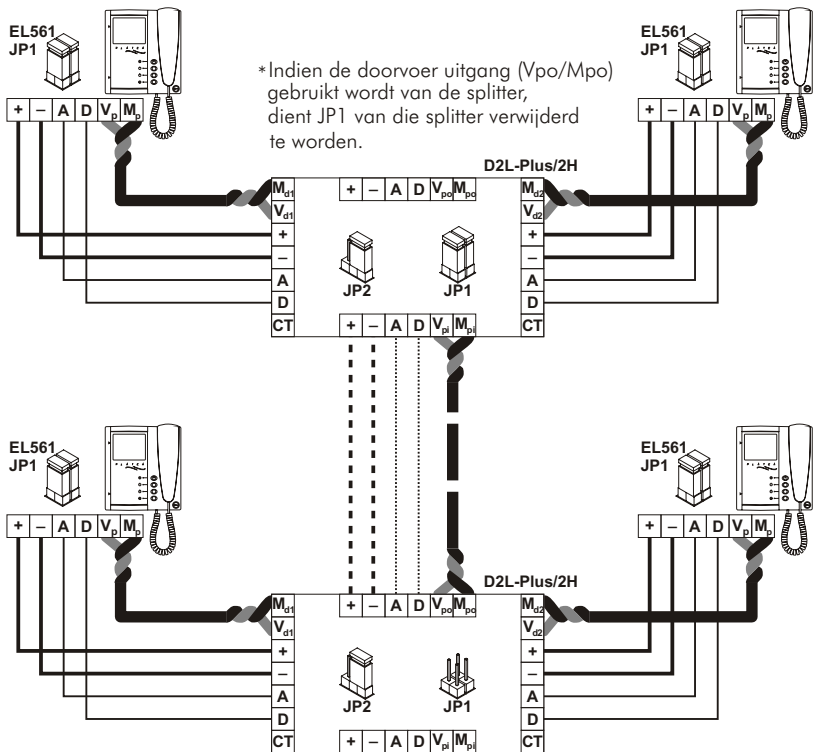 EL561
JP1
+ – A D Vp Mp
*Indien de doorvoer uitgang (Vpo/Mpo)
gebruikt wordt van de splitter,
dient JP1 van die splitter verwijderd
te worden.
EL561
JP1
+ – A D Vp Mp
D2L-Plus/2H
Md1
Vd1
+
–
A
D
CT
+ – A D Vpo Mpo
JP2
JP1
+ – A D Vpi Mpi
Md2
Vd2
+
–
A
D
CT
EL561
JP1
+ – A D Vp Mp
EL561
JP1
+ – A D Vp Mp
D2L-Plus/2H
Md1
Vd1
+
–
A
D
CT
+ – A D Vpo Mpo
JP2
JP1
+ – A D Vpi Mpi
Md2
Vd2
+
–
A
D
CT